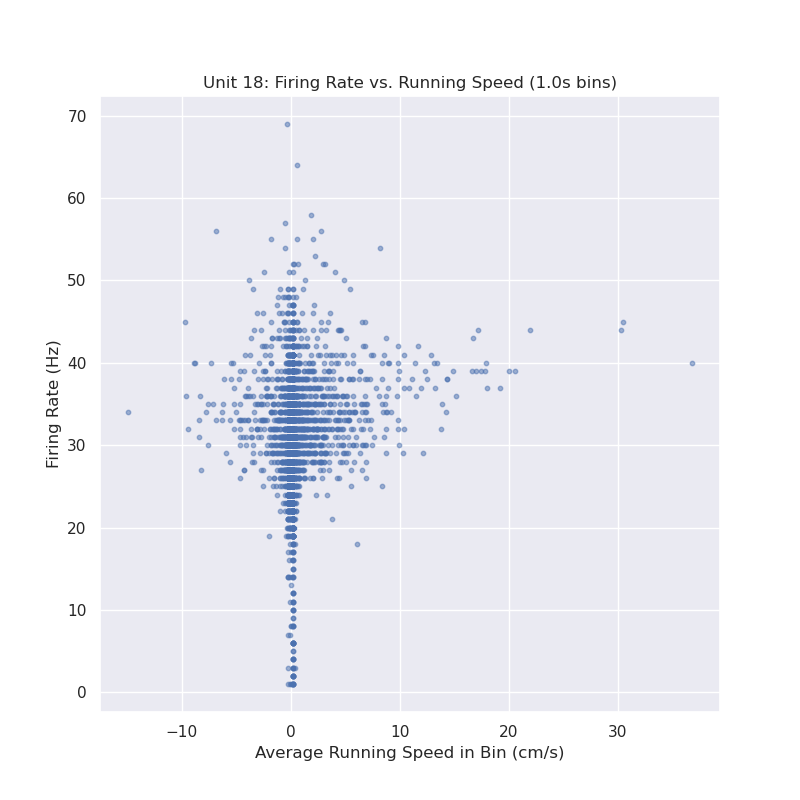 Unit 18: Firing Rate vs. Running Speed (1.0s bins)
70
60
50
40
30
20
10
0
Firing Rate (Hz)
−10 0 10 20 30
Average Running Speed in Bin (cm/s)